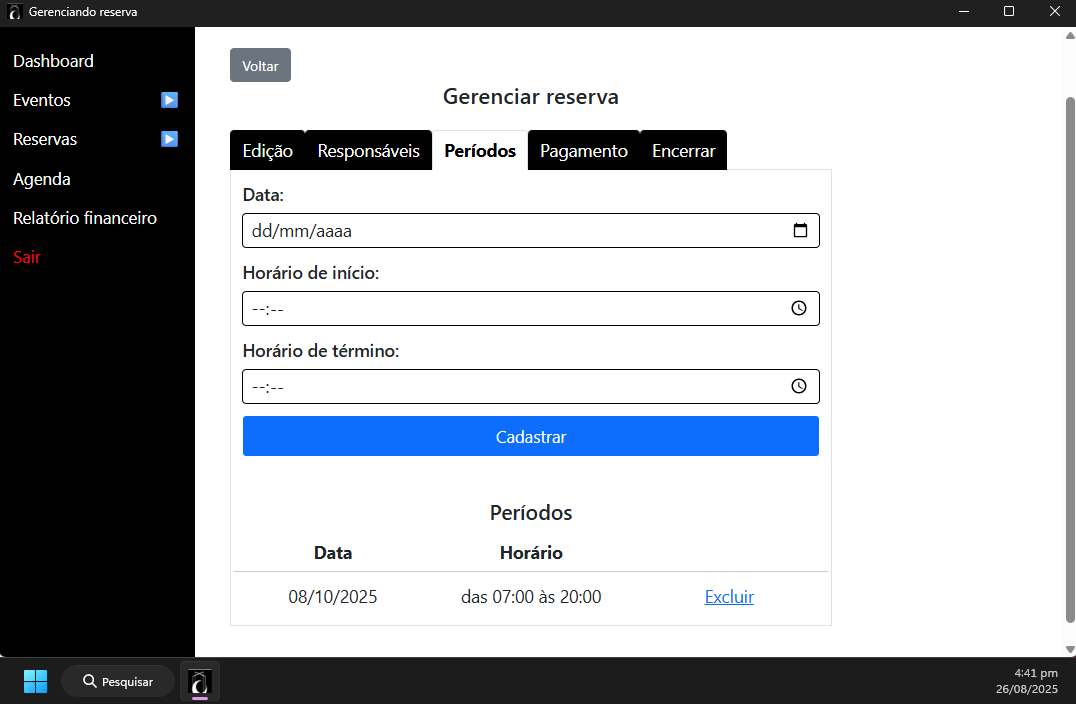 Gerenciando reserva
Dashboard
Eventos
Reservas
Agenda
Relatório financeiro
Sair
Voltar
Gerenciar reserva
Edição Responsáveis Períodos Pagamento Encerrar
Data:
dd/mm/aaaa
Horário de início:
--:--
Horário de término:
--:--
Cadastrar
Períodos
Data Horário
08/10/2025 das 07:00 às 20:00 Excluir
Pesquisar
4:41 pm
26/08/2025